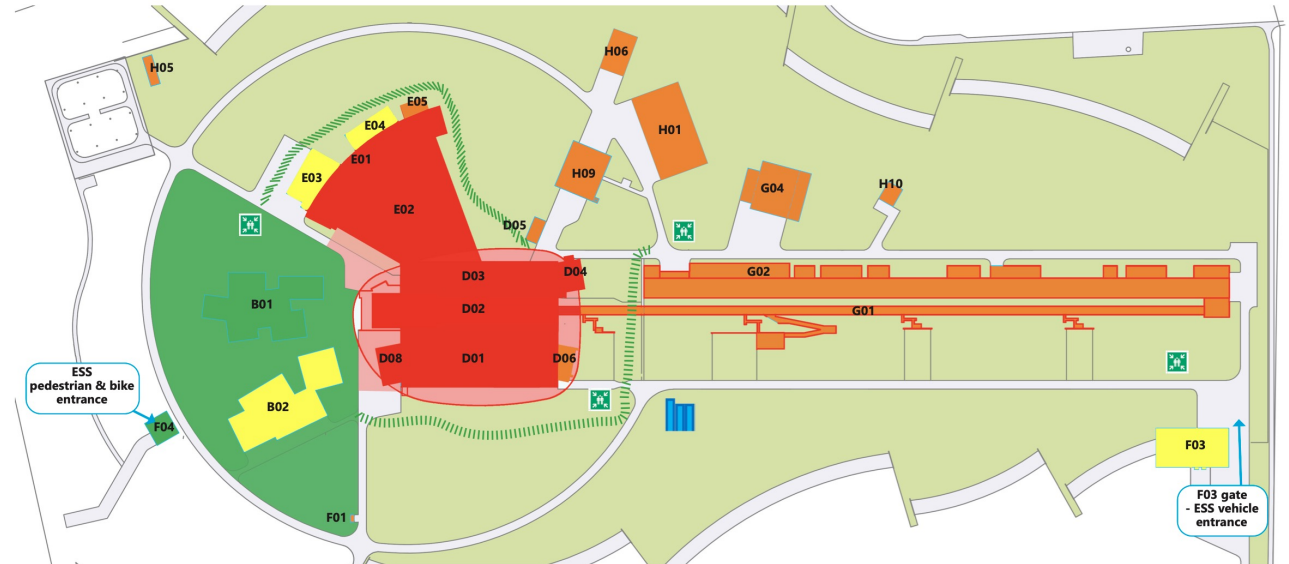 H06
H05
E05
E04
H01
E01
H09
E03
H10
G04
E02
D05
D04
D03
G02
B01
D02
G01
D08
D01
D06
ESS
pedestrian & bike
entrance
B02
F04
F03
F03 gate
- ESS vehicle
entrance
F01